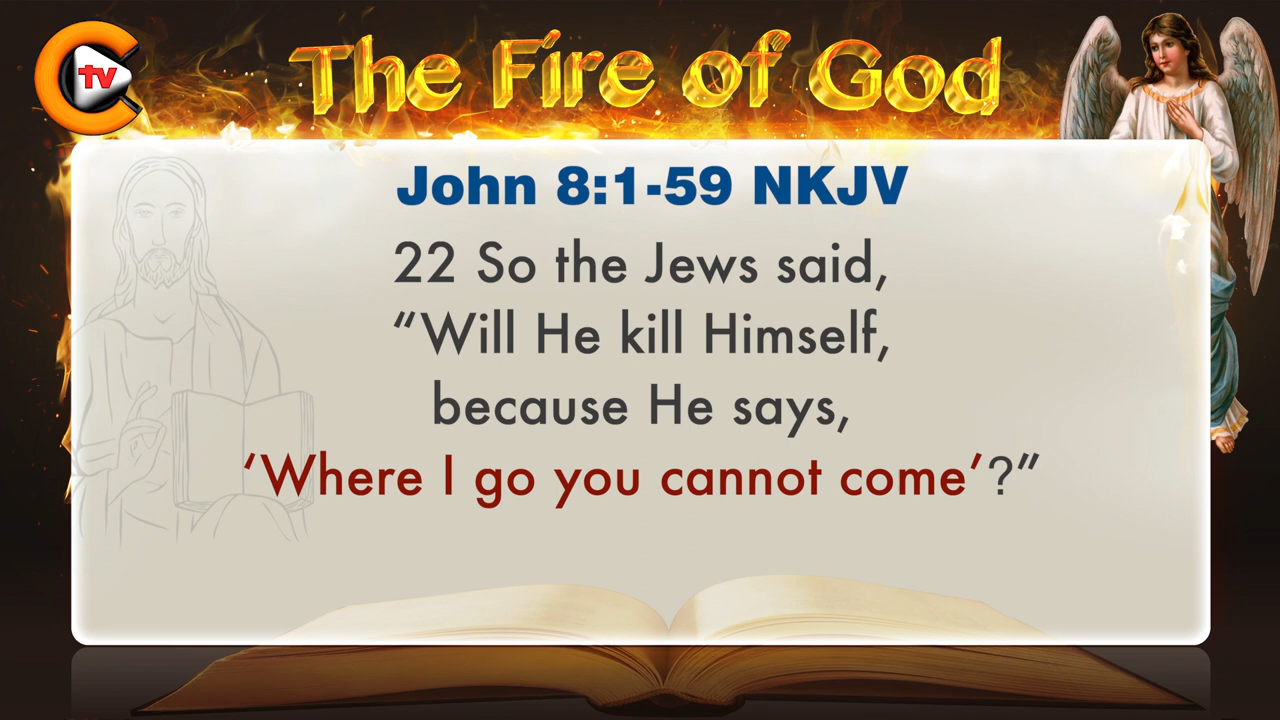 tv
The Fire of God
John 8:1-59 NKJV
22 So the Jews said,
“Will He kill Himself,
because He says,
‘Where I go you cannot come’?”